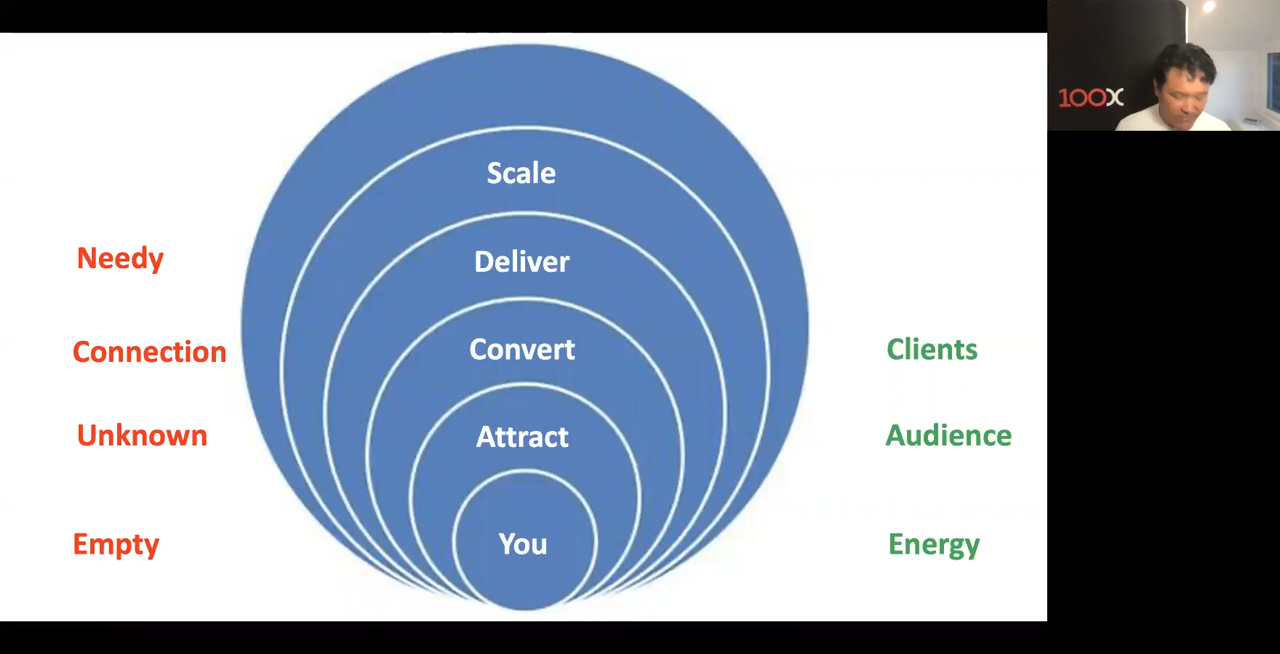 Scale
Needy
Deliver
Connection
Convert
Clients
Unknown
Attract
Audience
Empty
You
Energy
100X